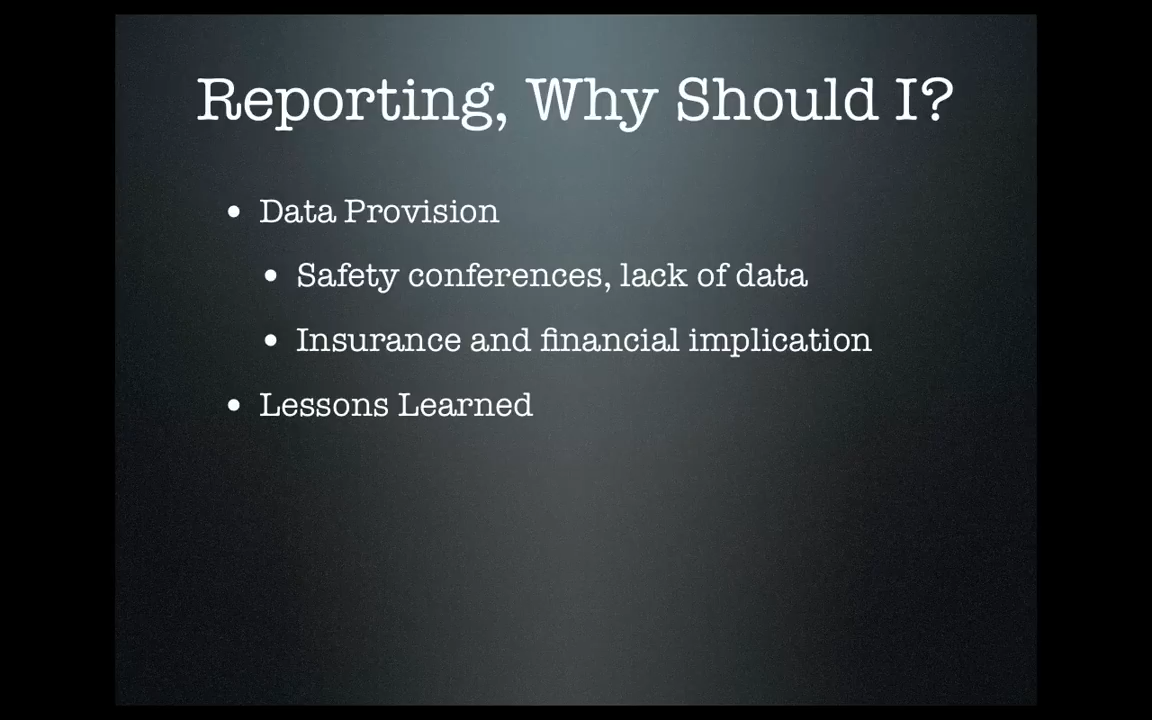 Reporting, Why Should I?
• Data Provision
• Safety conferences, lack of data
• Insurance and financial implication
• Lessons Learned